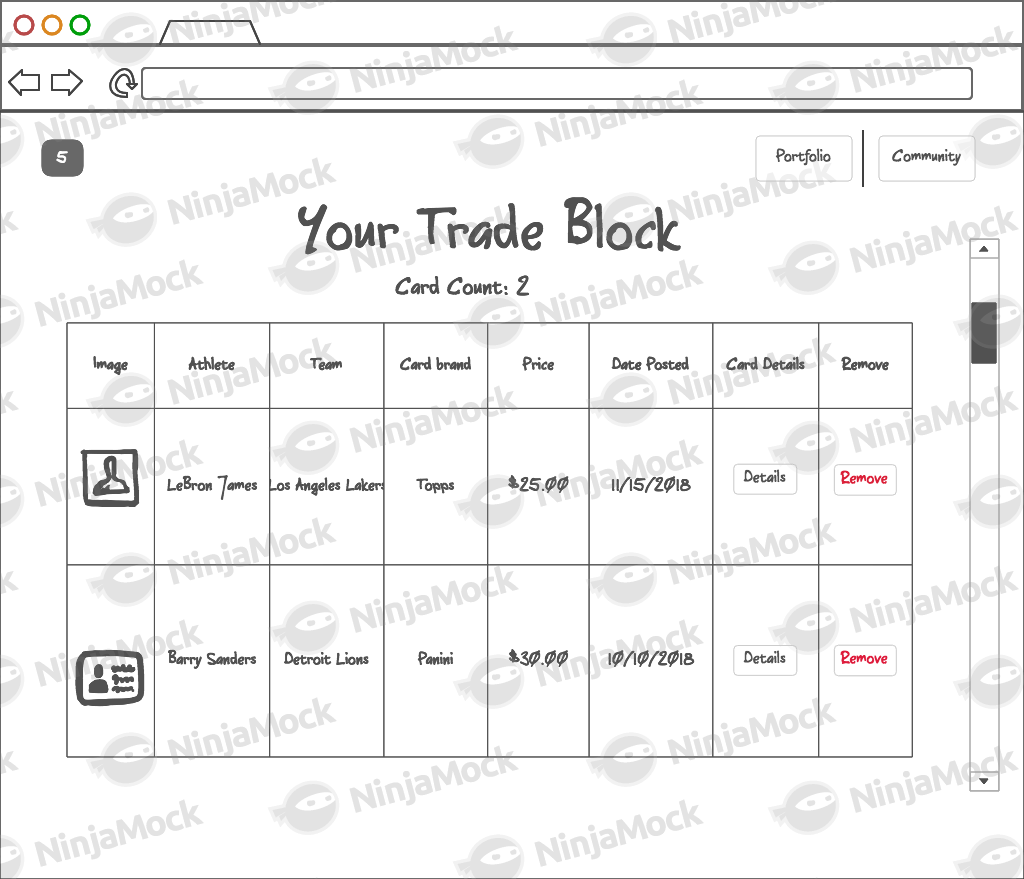 5
Portfolio
Community
Your Trade Block
Card Count: 2
Image Athlete Team Card brand Price Date Posted Card Details Remove
LeBron James Los Angeles Lakers Topps $25.00 11/15/2018 Details Remove
Barry Sanders Detroit Lions Panini $30.00 10/10/2018 Details Remove
NinjaMock